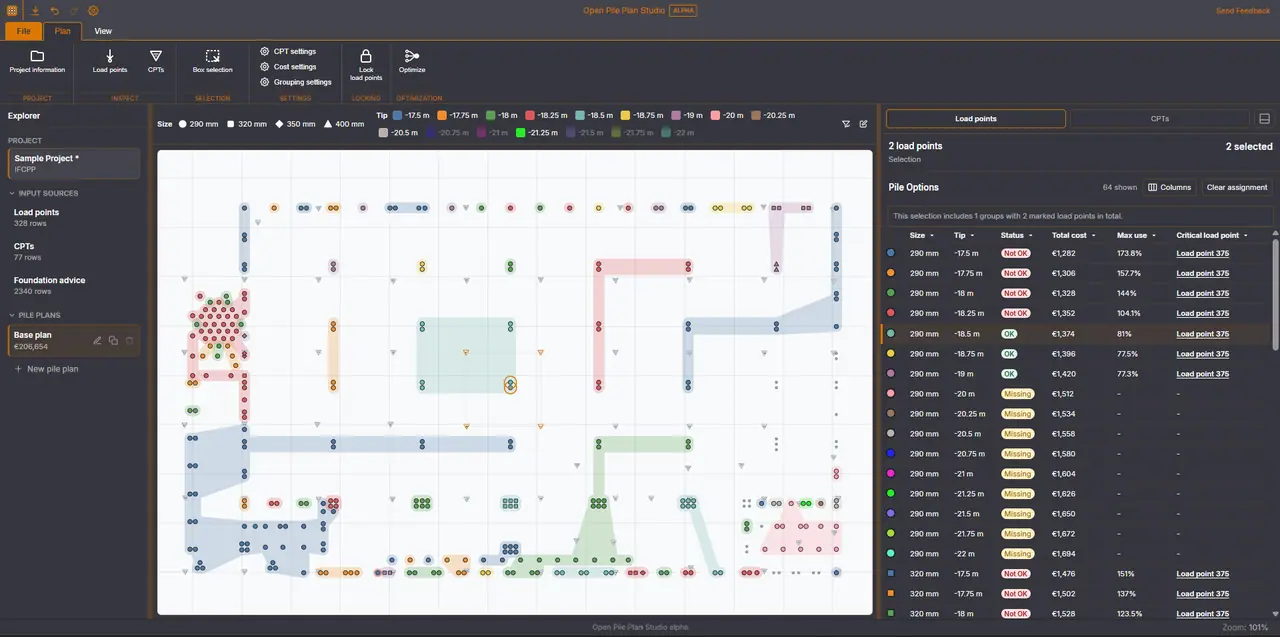 Open Pile Plan Studio ALPHA
Send Feedback
File Plan View
Project information
Load points
CPTs
Box selection
CPT settings
Cost settings
Grouping settings
Lock
load points
Optimize
PROJECT
INSPECT
SELECTION
SETTINGS
LOCKING
OPTIMIZATION
Explorer
PROJECT
Sample Project *
IFCPP
INPUT SOURCES
Load points
328 rows
CPTs
77 rows
Foundation advice
2340 rows
PILE PLANS
Base plan
€206,654
+ New pile plan
Size 290 mm 320 mm 350 mm 400 mm
Tip -17.5 m -17.75 m -18 m -18.25 m -18.5 m -18.75 m -19 m -20 m -20.25 m
-20.5 m -20.75 m -21 m -21.25 m -21.5 m -21.75 m -22 m
Load points
CPTs
2 load points
2 selected
Selection
Pile Options
64 shown
Columns
Clear assignment
This selection includes 1 groups with 2 marked load points in total.
Size Tip Status Total cost Max use Critical load point
290 mm -17.5 m Not OK €1,282 173.8% Load point 375
290 mm -17.75 m Not OK €1,306 157.7% Load point 375
290 mm -18 m Not OK €1,328 144% Load point 375
290 mm -18.25 m Not OK €1,352 104.1% Load point 375
290 mm -18.5 m OK €1,374 81% Load point 375
290 mm -18.75 m OK €1,396 77.5% Load point 375
290 mm -19 m OK €1,420 77.3% Load point 375
290 mm -20 m Missing €1,512 - -
290 mm -20.25 m Missing €1,534 - -
290 mm -20.5 m Missing €1,558 - -
290 mm -20.75 m Missing €1,580 - -
290 mm -21 m Missing €1,604 - -
290 mm -21.25 m Missing €1,626 - -
290 mm -21.5 m Missing €1,650 - -
290 mm -21.75 m Missing €1,672 - -
290 mm -22 m Missing €1,694 - -
320 mm -17.5 m Not OK €1,476 151% Load point 375
320 mm -17.75 m Not OK €1,502 137% Load point 375
320 mm -18 m Not OK €1,528 123.5% Load point 375
Open Pile Plan Studio alpha.
Zoom: 101%